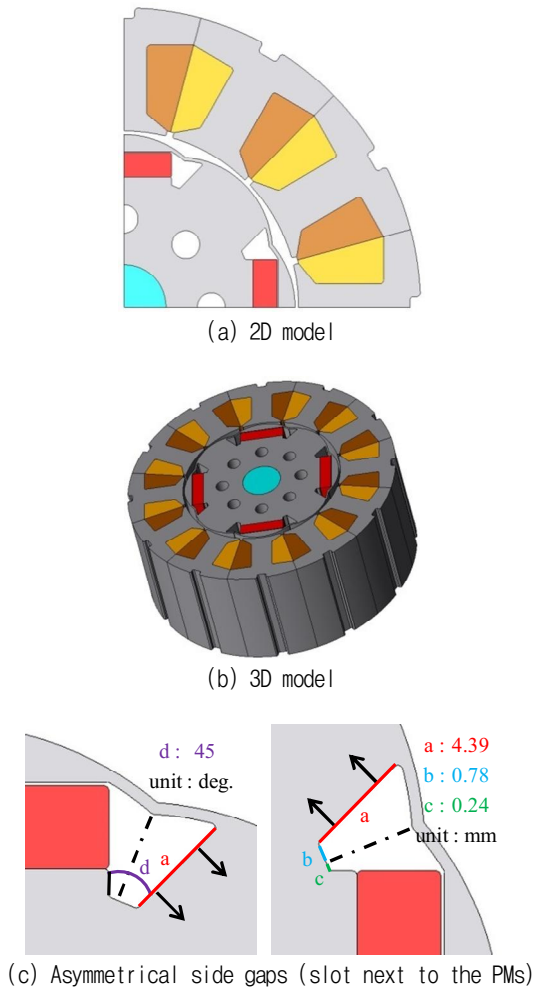 (a) 2D model
(b) 3D model
d : 45
unit : deg.
d
a
a : 4.39
b : 0.78
c : 0.24
unit : mm
a
b
c
(c) Asymmetrical side gaps (slot next to the PMs)